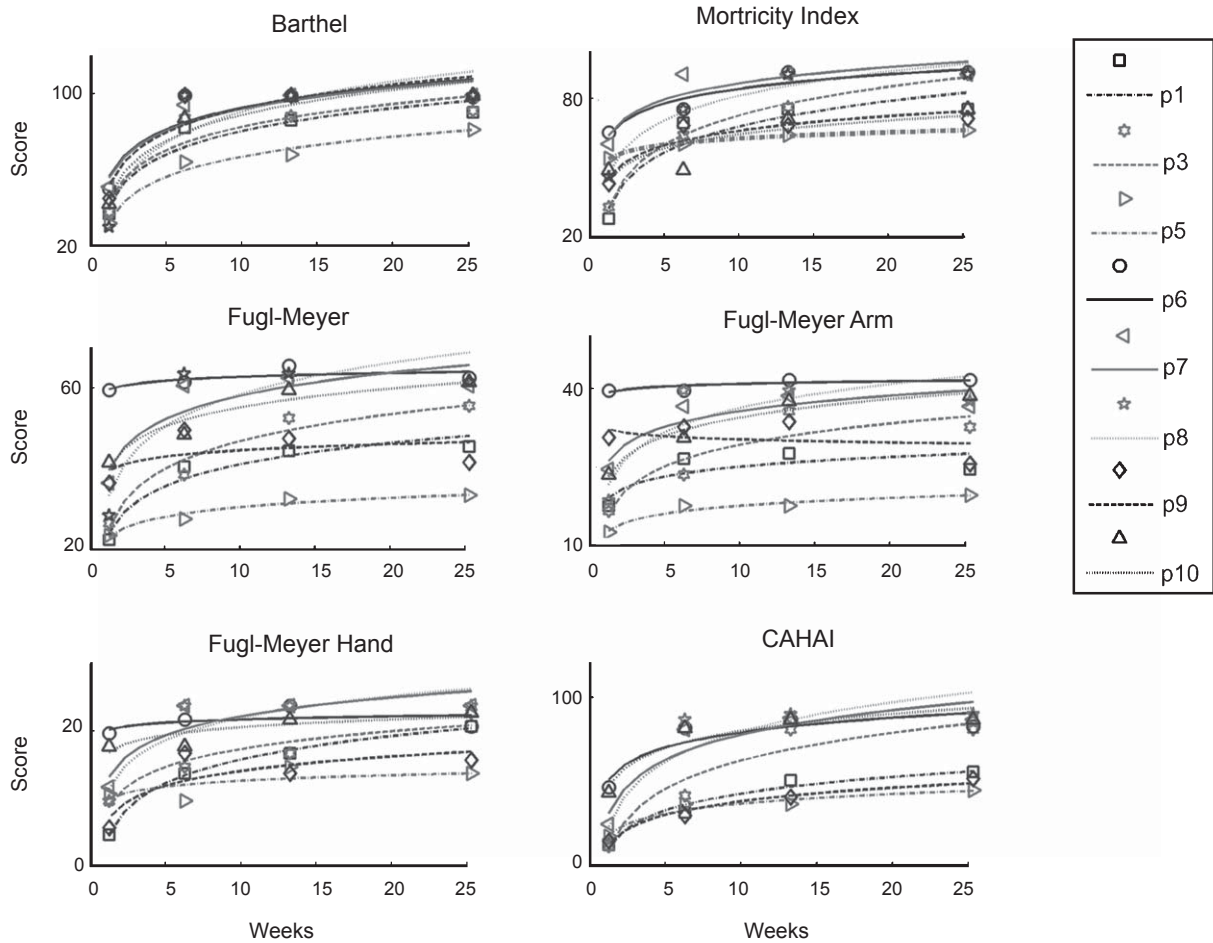 Barthel
Score
100
20
0 5 10 15 20 25
Mortricity Index
80
20
0 5 10 15 20 25
Fugl-Meyer
Score
60
20
0 5 10 15 20 25
Fugl-Meyer Arm
40
10
0 5 10 15 20 25
Fugl-Meyer Hand
Score
20
0
0 5 10 15 20 25
Weeks
CAHAI
100
0
0 5 10 15 20 25
Weeks
p1
p3
p5
p6
p7
p8
p9
p10